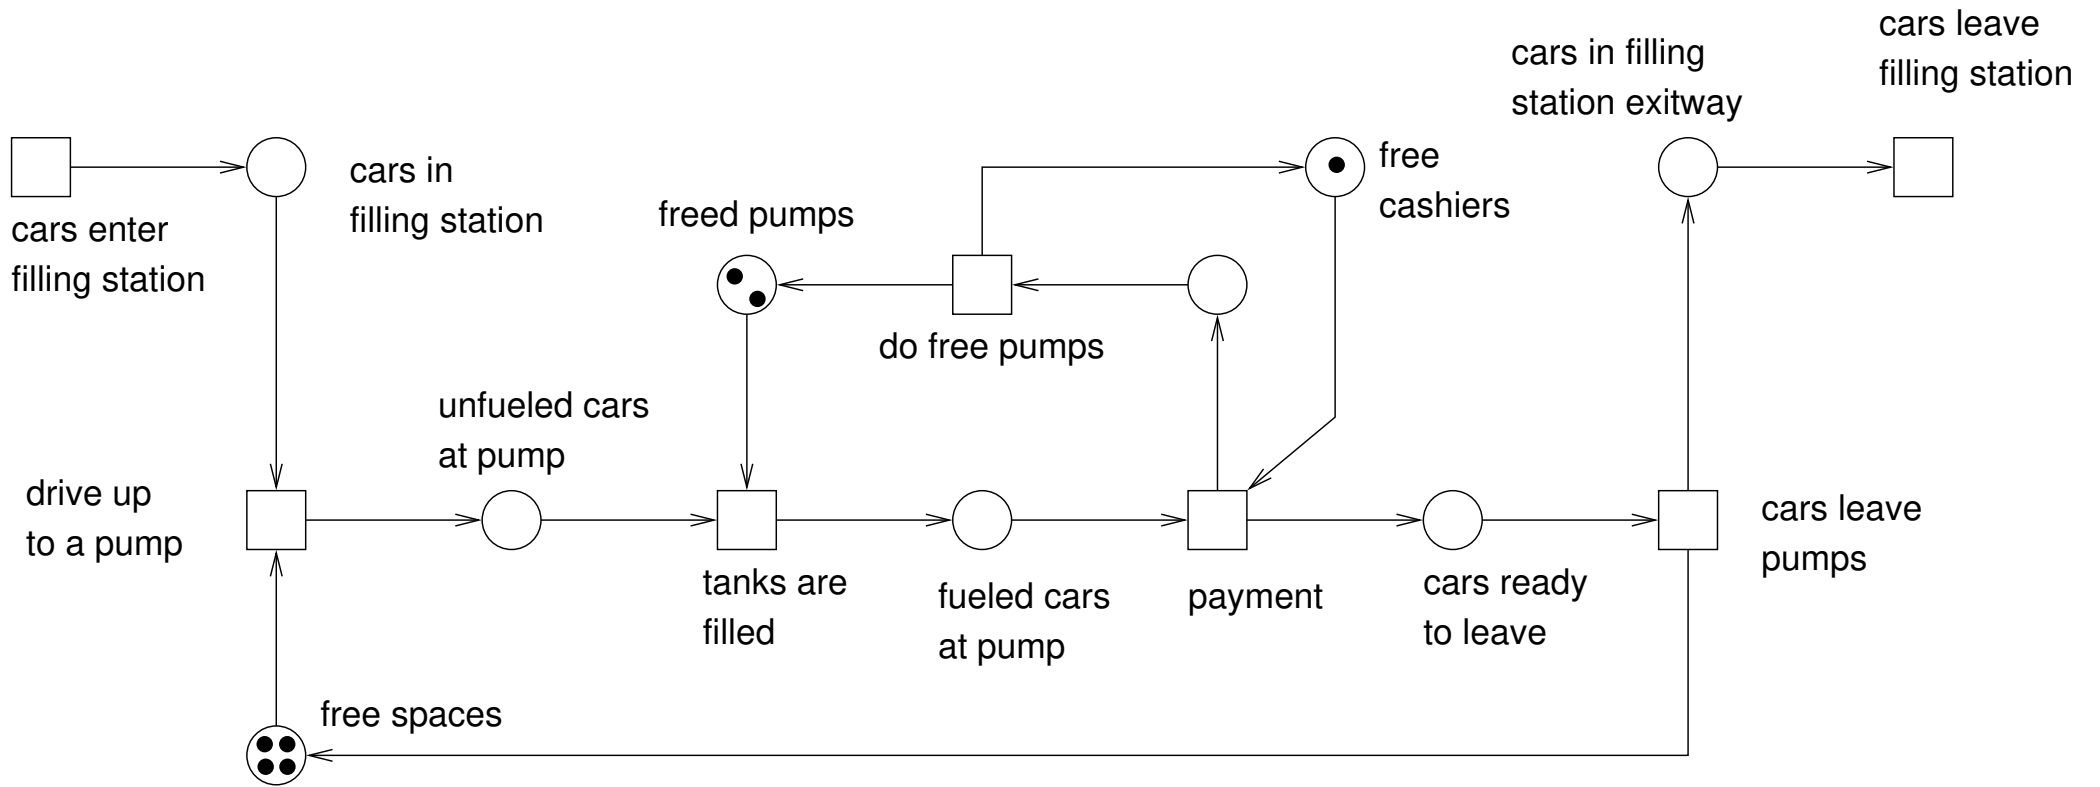 cars leave
filling station
cars in filling
station exitway
free
cashiers
cars in
filling station
freed pumps
cars enter
filling station
do free pumps
unfueled cars
at pump
drive up
to a pump
cars leave
pumps
tanks are
filled
fueled cars
at pump
payment
cars ready
to leave
free spaces